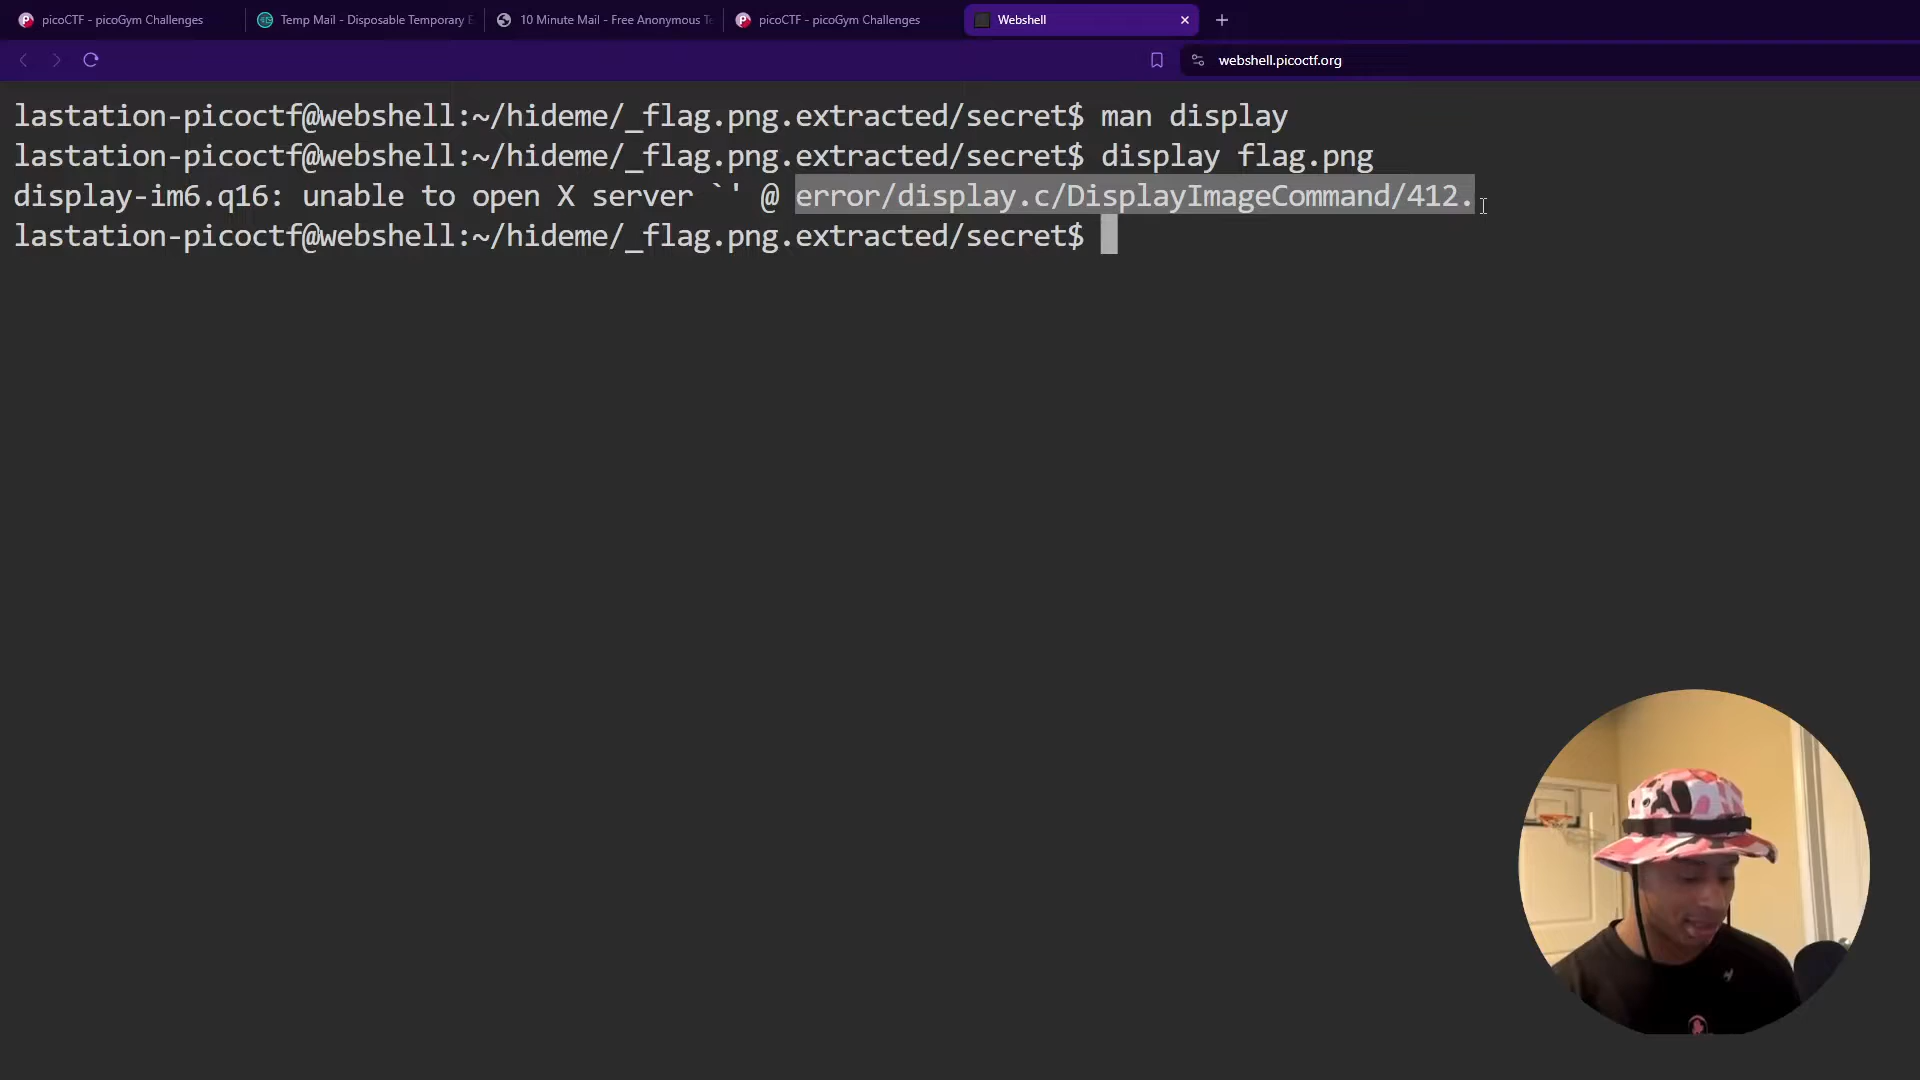 picoCTF - picoGym Challenges
Temp Mail - Disposable Temporary E
10 Minute Mail - Free Anonymous Te
picoCTF - picoGym Challenges
Webshell
webshell.picoctf.org
lastation-picoctf@webshell:~/hideme/_flag.png.extracted/secret$ man display
lastation-picoctf@webshell:~/hideme/_flag.png.extracted/secret$ display flag.png
display-im6.q16: unable to open X server `' @ error/display.c/DisplayImageCommand/412.
lastation-picoctf@webshell:~/hideme/_flag.png.extracted/secret$